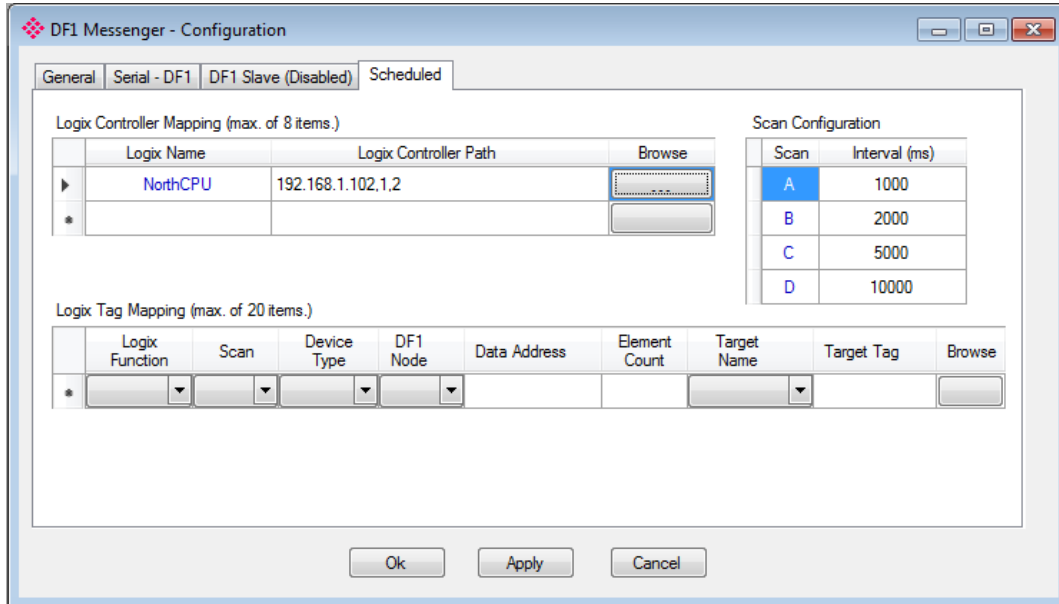 DF1 Messenger - Configuration
General Serial - DF1 DF1 Slave (Disabled) Scheduled
Logix Controller Mapping (max. of 8 items.)
Logix Name Logix Controller Path Browse
NorthCPU 192.168.1.102,1,2 ...
Scan Configuration
Scan Interval (ms)
A 1000
B 2000
C 5000
D 10000
Logix Tag Mapping (max. of 20 items.)
Logix Function Scan Device Type DF1 Node Data Address Element Count Target Name Target Tag Browse
Ok Apply Cancel